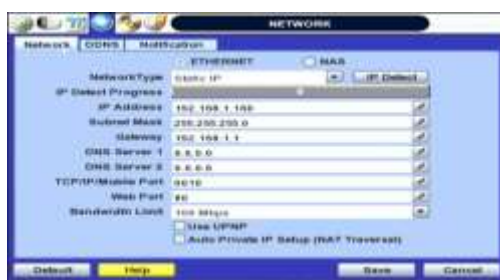 NETWORK
Network DDNS Notification
ETHERNET NAS
NetworkType Static IP IP Detect
IP Detect Progress
IP Address 192.168.1.160
Subnet Mask 255.255.255.0
Gateway 192.168.1.1
DNS Server 1
DNS Server 2
TCP/IP/Mobile Port
Web Port 80
Bandwidth Limit 100 Mbps
Use UPNP
Auto Private IP Setup (NAT Traversal)
Default Help Save Cancel